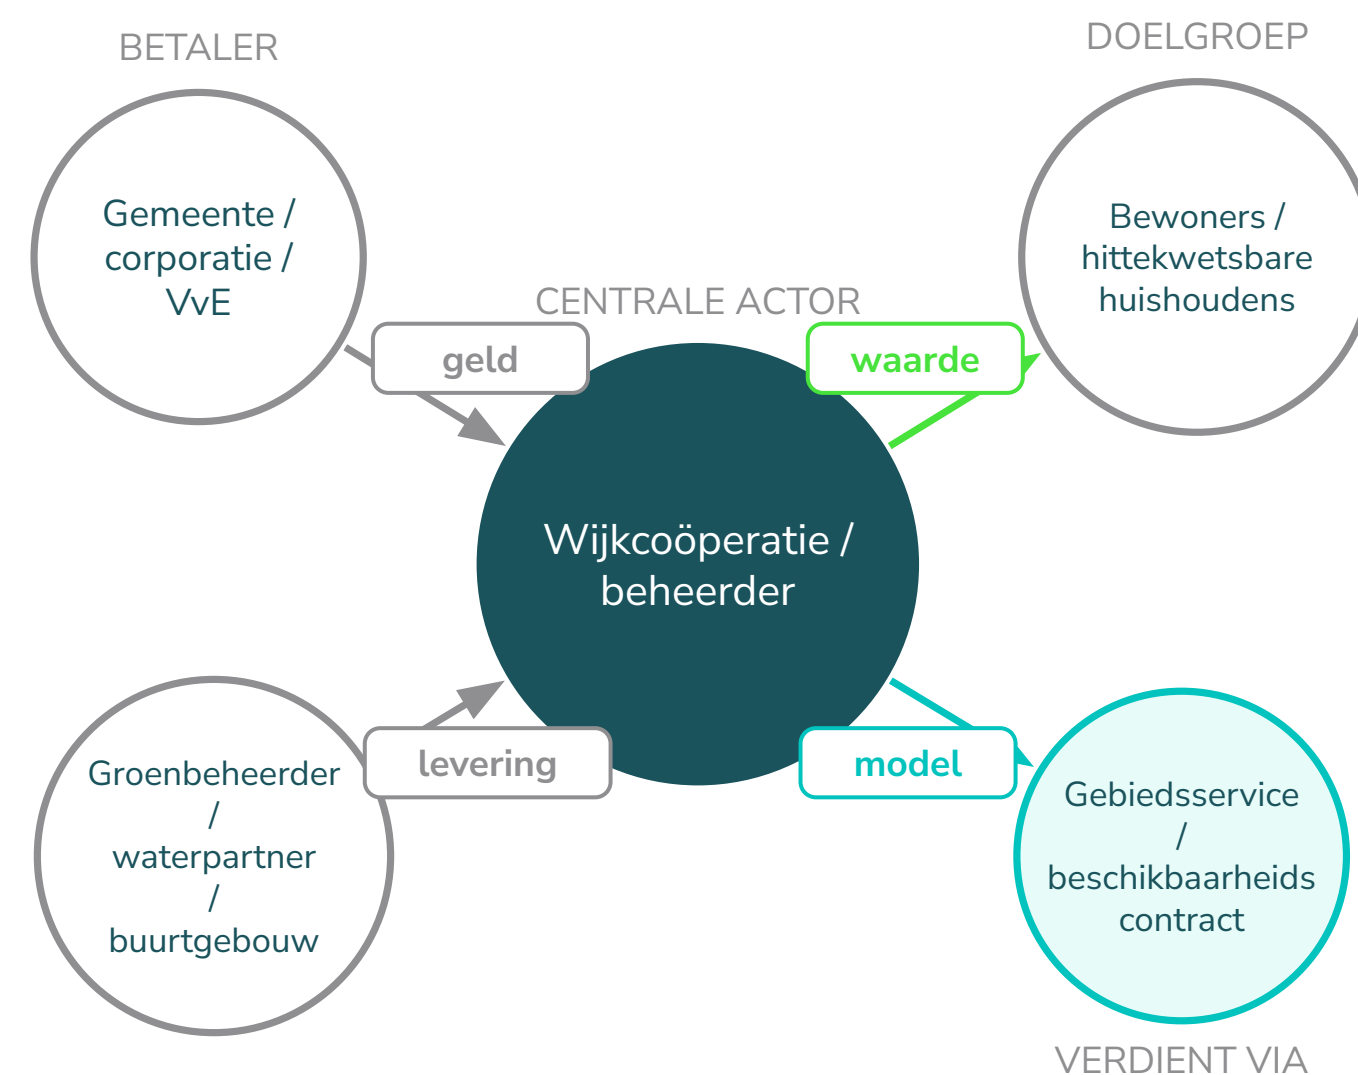 BETALER
DOELGROEP
Gemeente /
corporatie /
VvE
Bewoners /
hittekwetsbare
huishoudens
CENTRALE ACTOR
geld
waarde
Wijkcoöperatie /
beheerder
levering
model
Groenbeheerder
/
waterpartner
/
buurtgebouw
Gebiedsservice
/
beschikbaarheids
contract
VERDIENT VIA